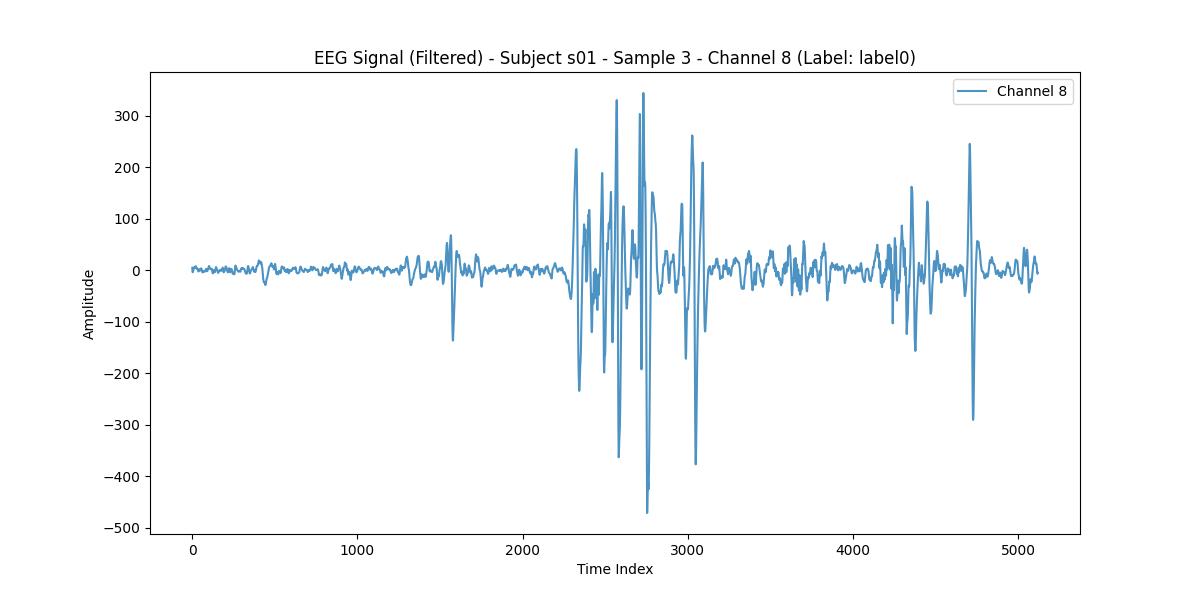 EEG Signal (Filtered) - Subject s01 - Sample 3 - Channel 8 (Label: label0)
Channel 8
300
200
100
0
−100
−200
−300
−400
−500
Amplitude
0 1000 2000 3000 4000 5000
Time Index